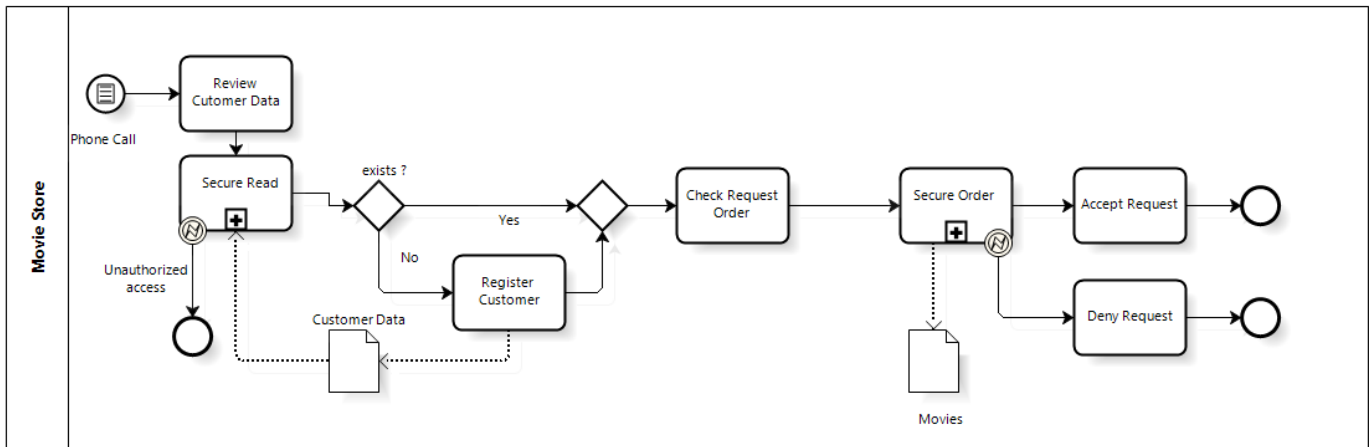 Movie Store
Phone Call
Review
Cutomer Data
Secure Read
Unauthorized
access
exists ?
Yes
No
Register
Customer
Customer Data
Check Request
Order
Secure Order
Movies
Accept Request
Deny Request